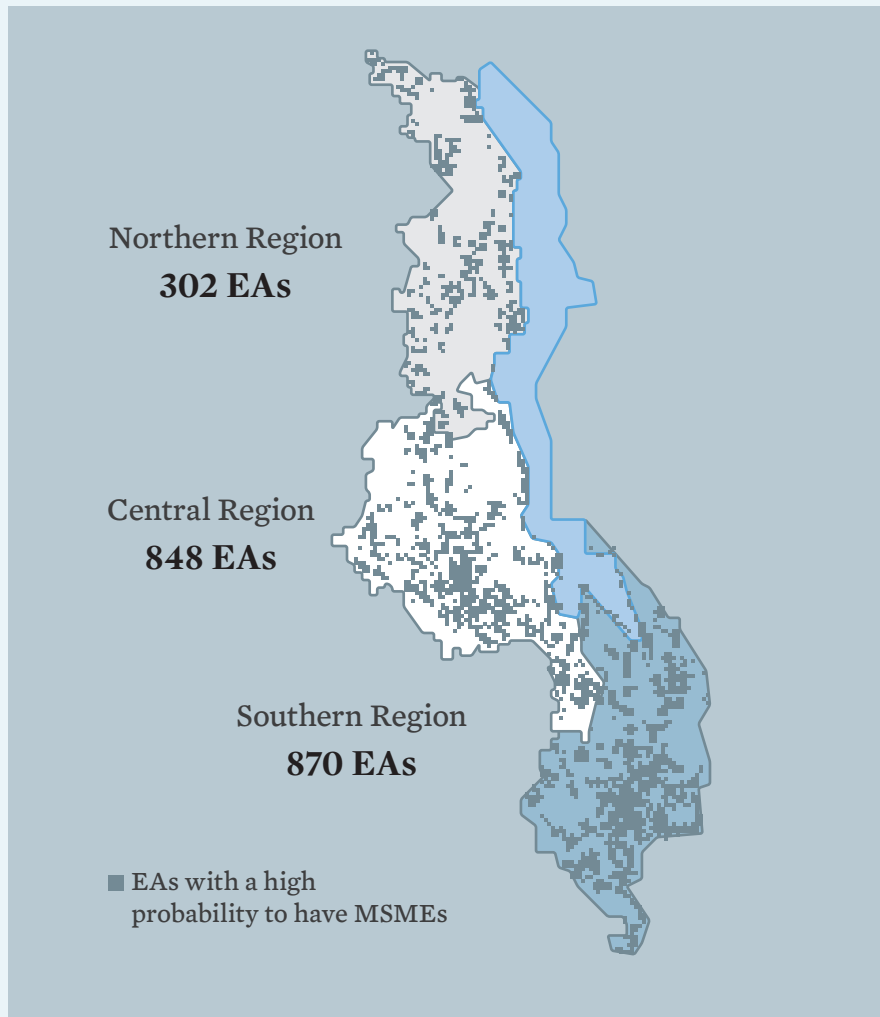 Northern Region
302 EAs
Central Region
848 EAs
Southern Region
870 EAs
EAs with a high
probability to have MSMEs